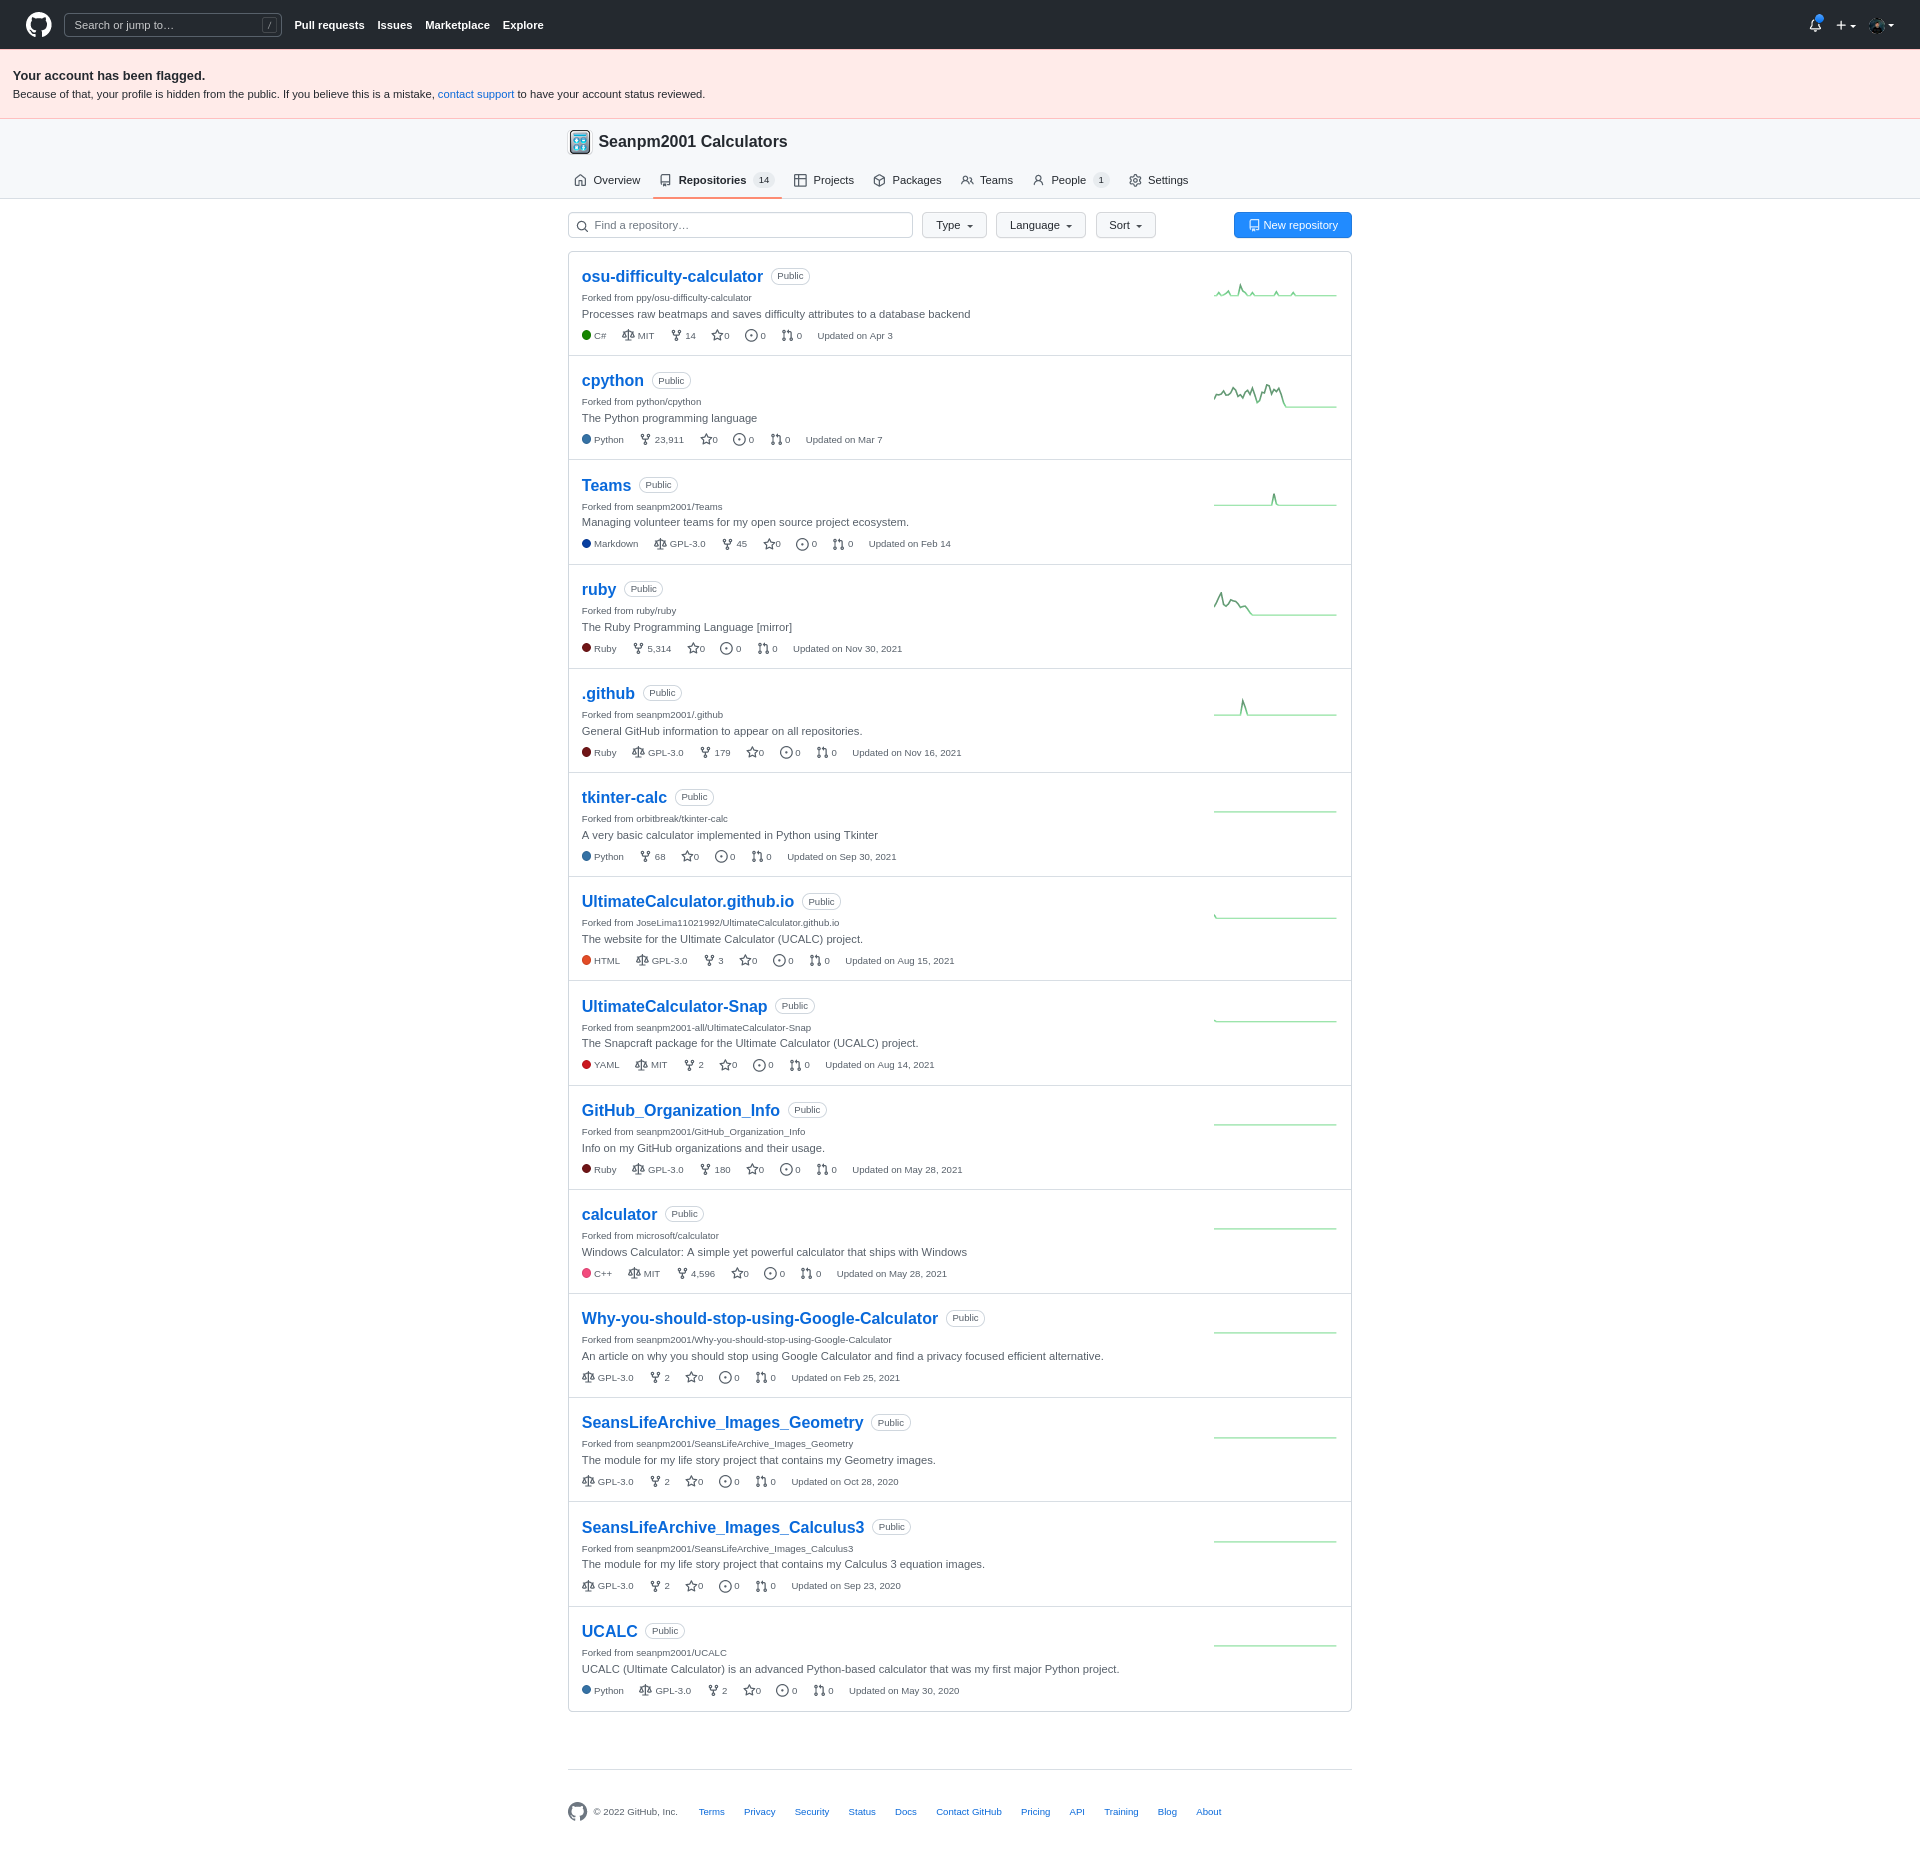 Search or jump to… /
Pull requests Issues Marketplace Explore
Your account has been flagged.
Because of that, your profile is hidden from the public. If you believe this is a mistake, contact support to have your account status reviewed.
Seanpm2001 Calculators
Overview Repositories 14 Projects Packages Teams People 1 Settings
Find a repository… Type Language Sort New repository
osu-difficulty-calculator Public
Forked from ppy/osu-difficulty-calculator
Processes raw beatmaps and saves difficulty attributes to a database backend
C# MIT 14 0 0 0 Updated on Apr 3
cpython Public
Forked from python/cpython
The Python programming language
Python 23,911 0 0 0 Updated on Mar 7
Teams Public
Forked from seanpm2001/Teams
Managing volunteer teams for my open source project ecosystem.
Markdown GPL-3.0 45 0 0 0 Updated on Feb 14
ruby Public
Forked from ruby/ruby
The Ruby Programming Language [mirror]
Ruby 5,314 0 0 0 Updated on Nov 30, 2021
.github Public
Forked from seanpm2001/.github
General GitHub information to appear on all repositories.
Ruby GPL-3.0 179 0 0 0 Updated on Nov 16, 2021
tkinter-calc Public
Forked from orbitbreak/tkinter-calc
A very basic calculator implemented in Python using Tkinter
Python 68 0 0 0 Updated on Sep 30, 2021
UltimateCalculator.github.io Public
Forked from JoseLima11021992/UltimateCalculator.github.io
The website for the Ultimate Calculator (UCALC) project.
HTML GPL-3.0 3 0 0 0 Updated on Aug 15, 2021
UltimateCalculator-Snap Public
Forked from seanpm2001-all/UltimateCalculator-Snap
The Snapcraft package for the Ultimate Calculator (UCALC) project.
YAML MIT 2 0 0 0 Updated on Aug 14, 2021
GitHub_Organization_Info Public
Forked from seanpm2001/GitHub_Organization_Info
Info on my GitHub organizations and their usage.
Ruby GPL-3.0 180 0 0 0 Updated on May 28, 2021
calculator Public
Forked from microsoft/calculator
Windows Calculator: A simple yet powerful calculator that ships with Windows
C++ MIT 4,596 0 0 0 Updated on May 28, 2021
Why-you-should-stop-using-Google-Calculator Public
Forked from seanpm2001/Why-you-should-stop-using-Google-Calculator
An article on why you should stop using Google Calculator and find a privacy focused efficient alternative.
GPL-3.0 2 0 0 0 Updated on Feb 25, 2021
SeansLifeArchive_Images_Geometry Public
Forked from seanpm2001/SeansLifeArchive_Images_Geometry
The module for my life story project that contains my Geometry images.
GPL-3.0 2 0 0 0 Updated on Oct 28, 2020
SeansLifeArchive_Images_Calculus3 Public
Forked from seanpm2001/SeansLifeArchive_Images_Calculus3
The module for my life story project that contains my Calculus 3 equation images.
GPL-3.0 2 0 0 0 Updated on Sep 23, 2020
UCALC Public
Forked from seanpm2001/UCALC
UCALC (Ultimate Calculator) is an advanced Python-based calculator that was my first major Python project.
Python GPL-3.0 2 0 0 0 Updated on May 30, 2020
© 2022 GitHub, Inc. Terms Privacy Security Status Docs Contact GitHub Pricing API Training Blog About